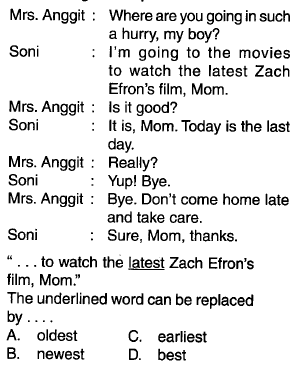 Mrs. Anggit : Where are you going in such
a hurry, my boy?
Soni : I'm going to the movies
to watch the latest Zach
Efron's film, Mom.
Mrs. Anggit : Is it good?
Soni : It is, Mom. Today is the last
day.
Mrs. Anggit : Really?
Soni : Yup! Bye.
Mrs. Anggit : Bye. Don't come home late
and take care.
Soni : Sure, Mom, thanks.
" . . . to watch the latest Zach Efron's
film, Mom."
The underlined word can be replaced
by . . . .
A. oldest C. earliest
B. newest D. best